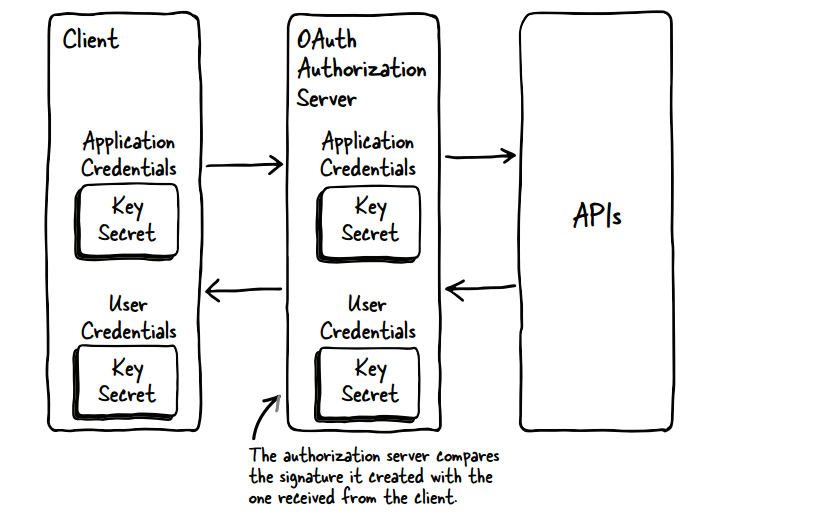 Client
Application
Credentials
Key
Secret
User
Credentials
Key
Secret
OAuth
Authorization
Server
Application
Credentials
Key
Secret
User
Credentials
Key
Secret
APIs
The authorization server compares
the signature it created with the
one received from the client.